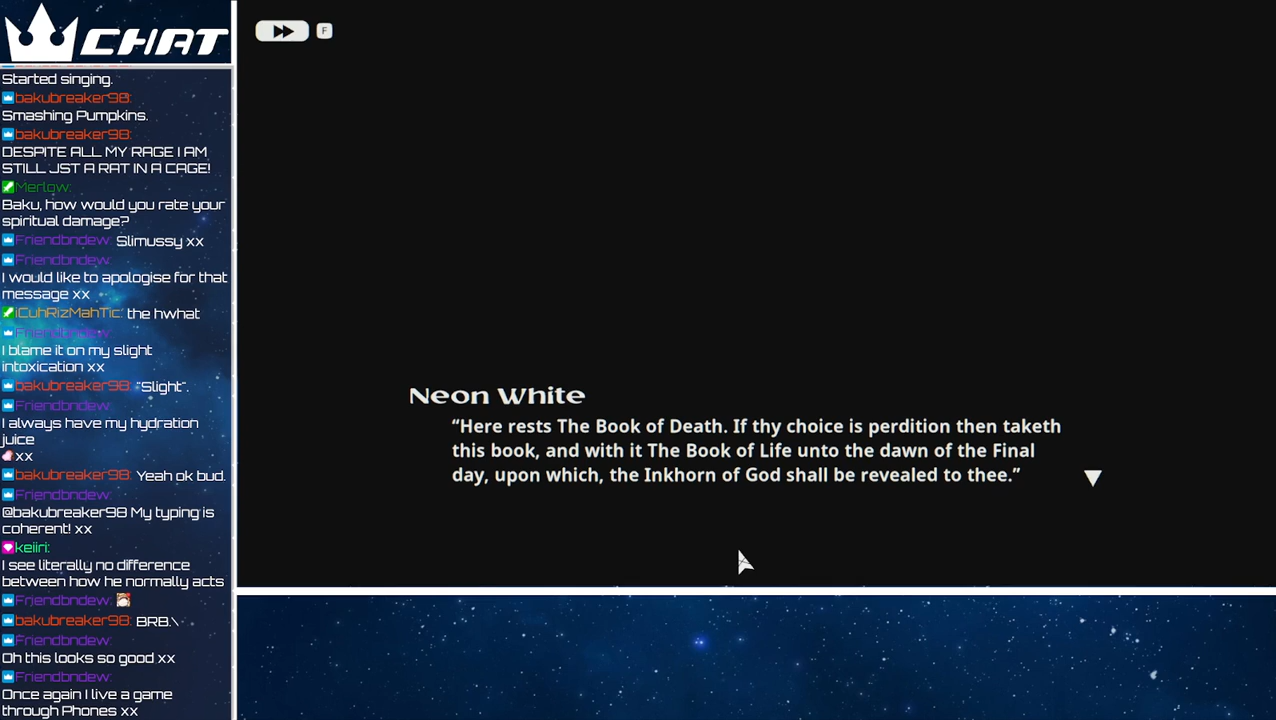 CHAT
Started singing.
bakubreaker98:
Smashing Pumpkins.
bakubreaker98:
DESPITE ALL MY RAGE I AM
STILL JST A RAT IN A CAGE!
Merlow:
Baku, how would you rate your
spiritual damage?
Friendbndew: Slimussy xx
Friendbndew:
I would like to apologise for that
message xx
iCuhRizMahTic: the hwhat
Friendbndew:
I blame it on my slight
intoxication xx
bakubreaker98: "Slight".
Friendbndew:
I always have my hydration
juice
xx
bakubreaker98: Yeah ok bud.
Friendbndew:
@bakubreaker98 My typing is
coherent! xx
keiiri:
I see literally no difference
between how he normally acts
Friendbndew:
bakubreaker98: BRB.\
Friendbndew:
Oh this looks so good xx
Friendbndew:
Once again I live a game
through Phones xx
F
Neon White
“Here rests The Book of Death. If thy choice is perdition then taketh
this book, and with it The Book of Life unto the dawn of the Final
day, upon which, the Inkhorn of God shall be revealed to thee.”